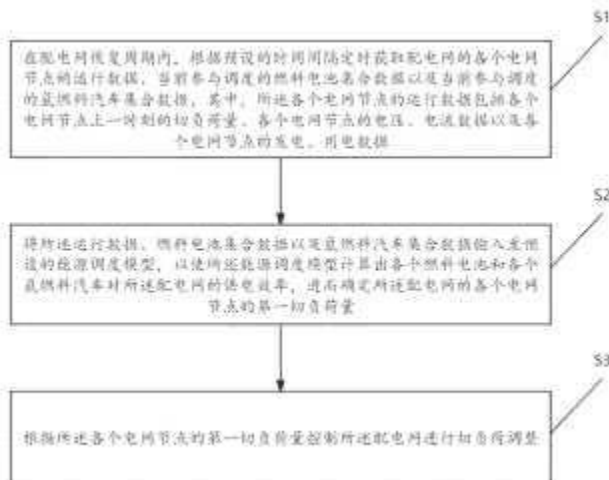 S1
在配电网恢复周期内，根据预设的时间间隔定时获取配电网的各个电网
节点的运行数据、当前参与调度的燃料电池集合数据以及当前参与调度
的氢燃料汽车集合数据，其中，所述各个电网节点的运行数据包括各个
电网节点上一时刻的切负荷量、各个电网节点的电压、电流数据以及各
个电网节点的发电、用电数据
S2
将所述运行数据、燃料电池集合数据以及氢燃料汽车集合数据输入至预
设的能源调度模型，以使所述能源调度模型计算出各个燃料电池和各个
氢燃料汽车对所述配电网的供电效率，进而确定所述配电网的各个电网
节点的第一切负荷量
S3
根据所述各个电网节点的第一切负荷量控制所述配电网进行切负荷调整